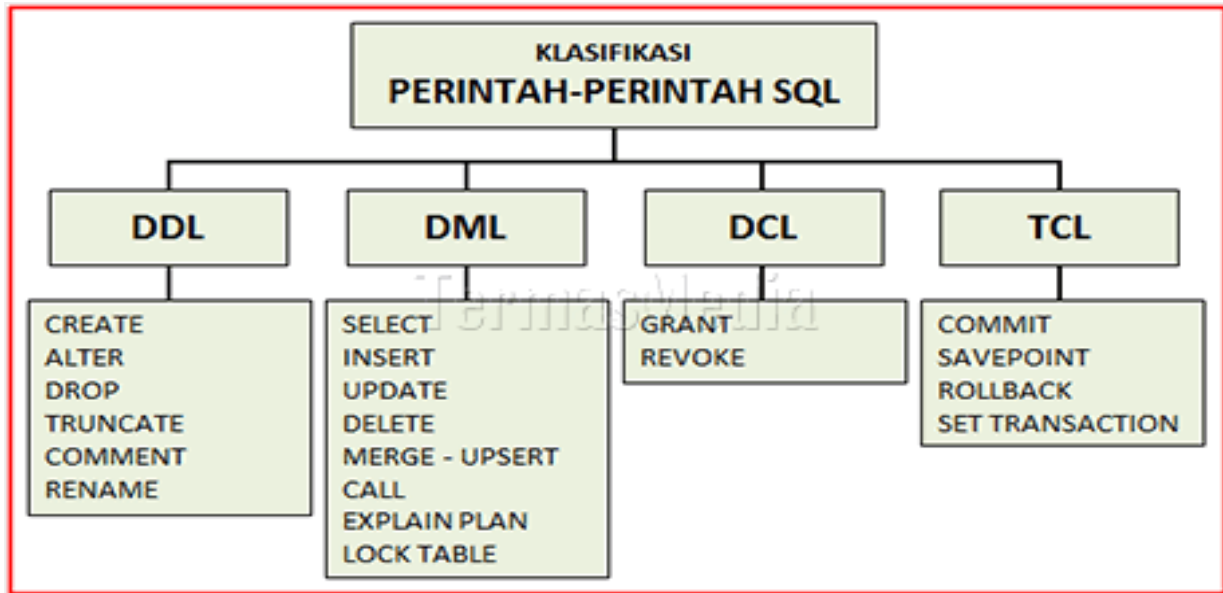 KLASIFIKASI
PERINTAH-PERINTAH SQL
DDL
DML
DCL
TCL
TermasMedia
CREATE
ALTER
DROP
TRUNCATE
COMMENT
RENAME
SELECT
INSERT
UPDATE
DELETE
MERGE - UPSERT
CALL
EXPLAIN PLAN
LOCK TABLE
GRANT
REVOKE
COMMIT
SAVEPOINT
ROLLBACK
SET TRANSACTION